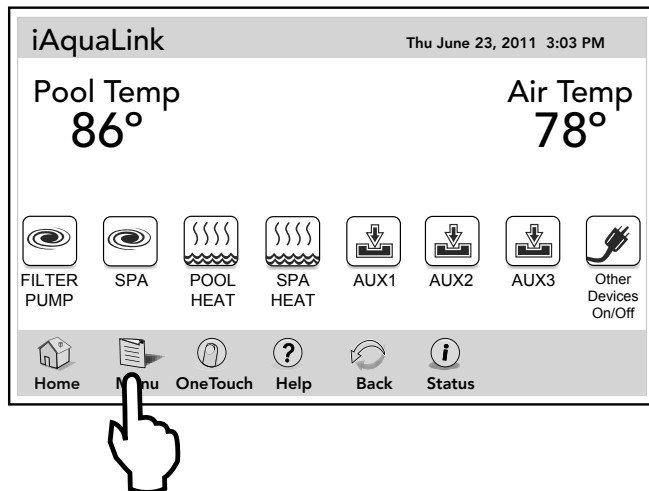 iAquaLink
Thu June 23, 2011 3:03 PM
Pool Temp
86°
Air Temp
78°
FILTER PUMP
SPA
POOL HEAT
SPA HEAT
AUX1
AUX2
AUX3
Other Devices On/Off
Home
Menu
OneTouch
Help
Back
Status